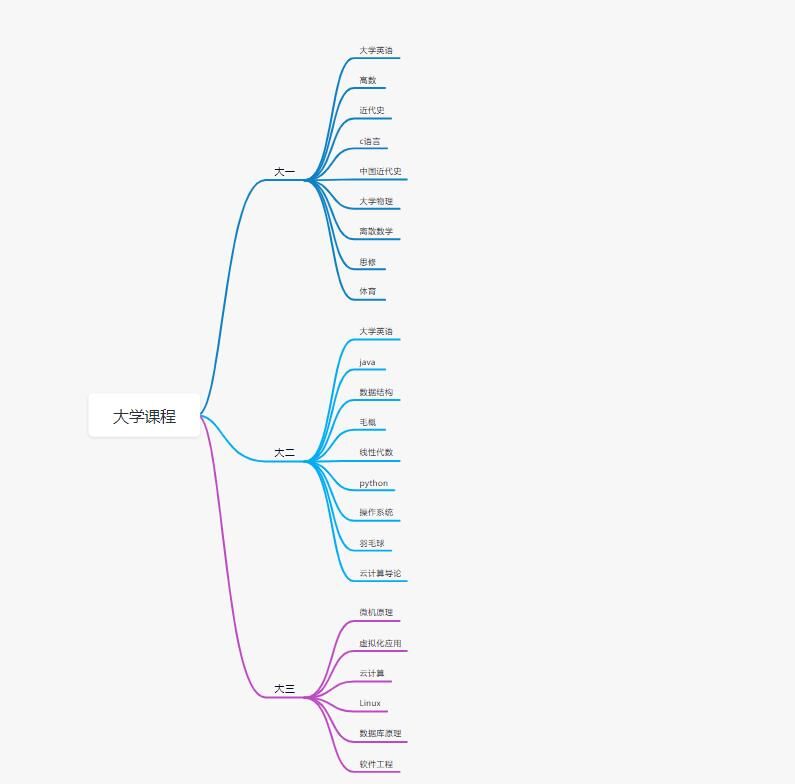 大学课程
大一
大学英语
高数
近代史
c语言
中国近代史
大学物理
离散数学
思修
体育
大二
大学英语
java
数据结构
毛概
线性代数
python
操作系统
羽毛球
云计算导论
大三
微机原理
虚拟化应用
云计算
Linux
数据库原理
软件工程